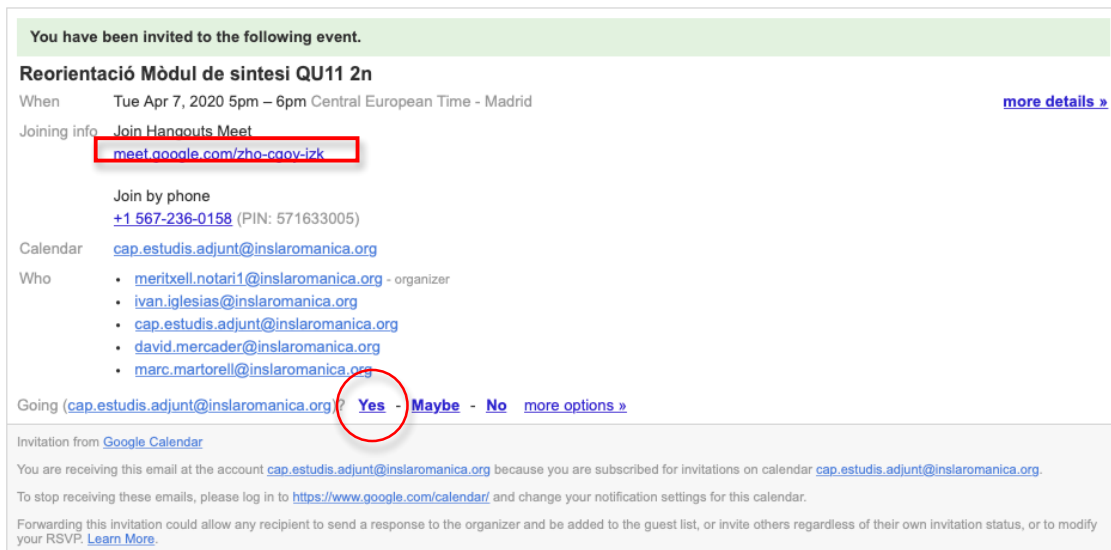 You have been invited to the following event.
Reorientació Mòdul de sintesi QU11 2n
When Tue Apr 7, 2020 5pm – 6pm Central European Time - Madrid more details »
Joining info Join Hangouts Meet
meet.google.com/zho-cgov-izk
Join by phone
+1 567-236-0158 (PIN: 571633005)
Calendar cap.estudis.adjunt@inslaromanica.org
Who • meritxell.notari1@inslaromanica.org - organizer
• ivan.iglesias@inslaromanica.org
• cap.estudis.adjunt@inslaromanica.org
• david.mercader@inslaromanica.org
• marc.martorell@inslaromanica.org
Going (cap.estudis.adjunt@inslaromanica.org)? Yes - Maybe - No more options »
Invitation from Google Calendar
You are receiving this email at the account cap.estudis.adjunt@inslaromanica.org because you are subscribed for invitations on calendar cap.estudis.adjunt@inslaromanica.org.
To stop receiving these emails, please log in to https://www.google.com/calendar/ and change your notification settings for this calendar.
Forwarding this invitation could allow any recipient to send a response to the organizer and be added to the guest list, or invite others regardless of their own invitation status, or to modify
your RSVP. Learn More.